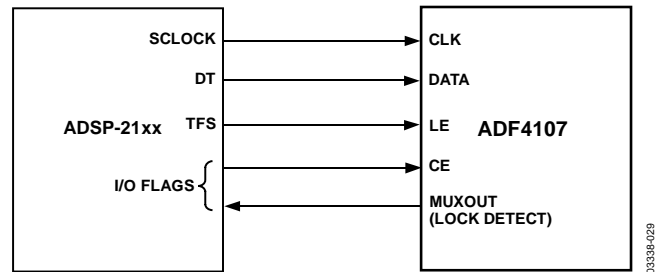 SCLOCK
DT
TFS
I/O FLAGS
ADSP-21xx
CLK
DATA
LE
CE
MUXOUT
(LOCK DETECT)
ADF4107
03338-029